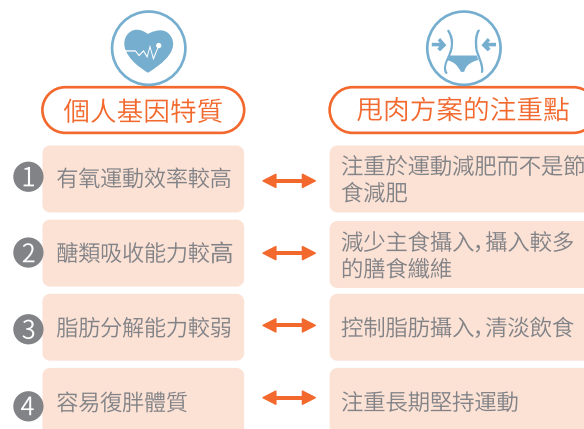 個人基因特質
甩肉方案的注重點
1
有氧運動效率較高
注重於運動減肥而不是節
食減肥
2
醣類吸收能力較高
減少主食攝入，攝入較多
的膳食纖維
3
脂肪分解能力較弱
控制脂肪攝入，清淡飲食
4
容易復胖體質
注重長期堅持運動